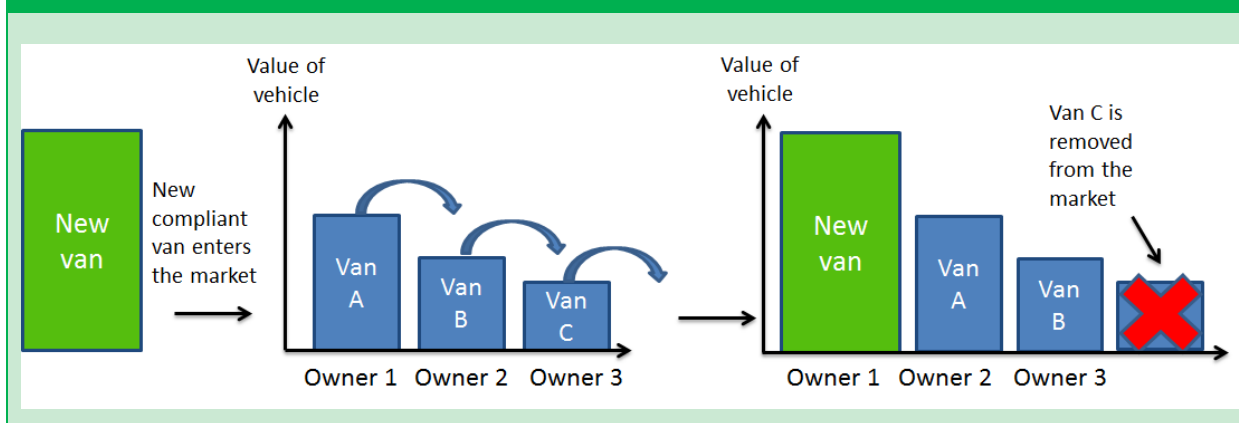 New
van
New
compliant
van enters
the market
Value of
vehicle
Van
A
Van
B
Van
C
Owner 1 Owner 2 Owner 3
Value of
vehicle
New
van
Van
A
Van
B
Van C is
removed
from the
market
Owner 1 Owner 2 Owner 3